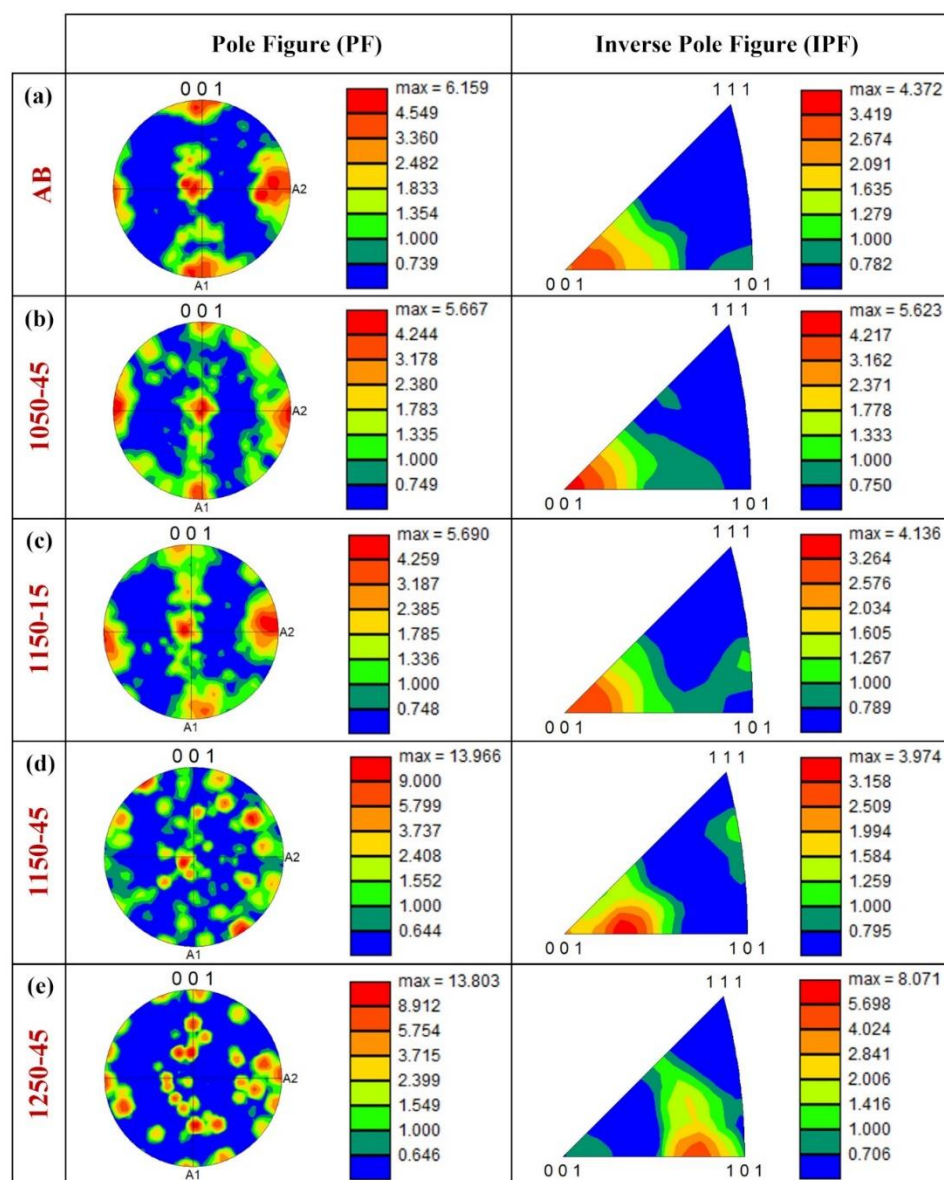 Pole Figure (PF)
Inverse Pole Figure (IPF)
(a)
AB
0 0 1
A2
A1
max = 6.159
4.549
3.360
2.482
1.833
1.354
1.000
0.739
1 1 1
0 0 1
1 0 1
max = 4.372
3.419
2.674
2.091
1.635
1.279
1.000
0.782
(b)
1050-45
0 0 1
A2
A1
max = 5.667
4.244
3.178
2.380
1.783
1.335
1.000
0.749
1 1 1
0 0 1
1 0 1
max = 5.623
4.217
3.162
2.371
1.778
1.333
1.000
0.750
(c)
1150-15
0 0 1
A2
A1
max = 5.690
4.259
3.187
2.385
1.785
1.336
1.000
0.748
1 1 1
0 0 1
1 0 1
max = 4.136
3.264
2.576
2.034
1.605
1.267
1.000
0.789
(d)
1150-45
0 0 1
A2
A1
max = 13.966
9.000
5.799
3.737
2.408
1.552
1.000
0.644
1 1 1
0 0 1
1 0 1
max = 3.974
3.158
2.509
1.994
1.584
1.259
1.000
0.795
(e)
1250-45
0 0 1
A2
A1
max = 13.803
8.912
5.754
3.715
2.399
1.549
1.000
0.646
1 1 1
0 0 1
1 0 1
max = 8.071
5.698
4.024
2.841
2.006
1.416
1.000
0.706